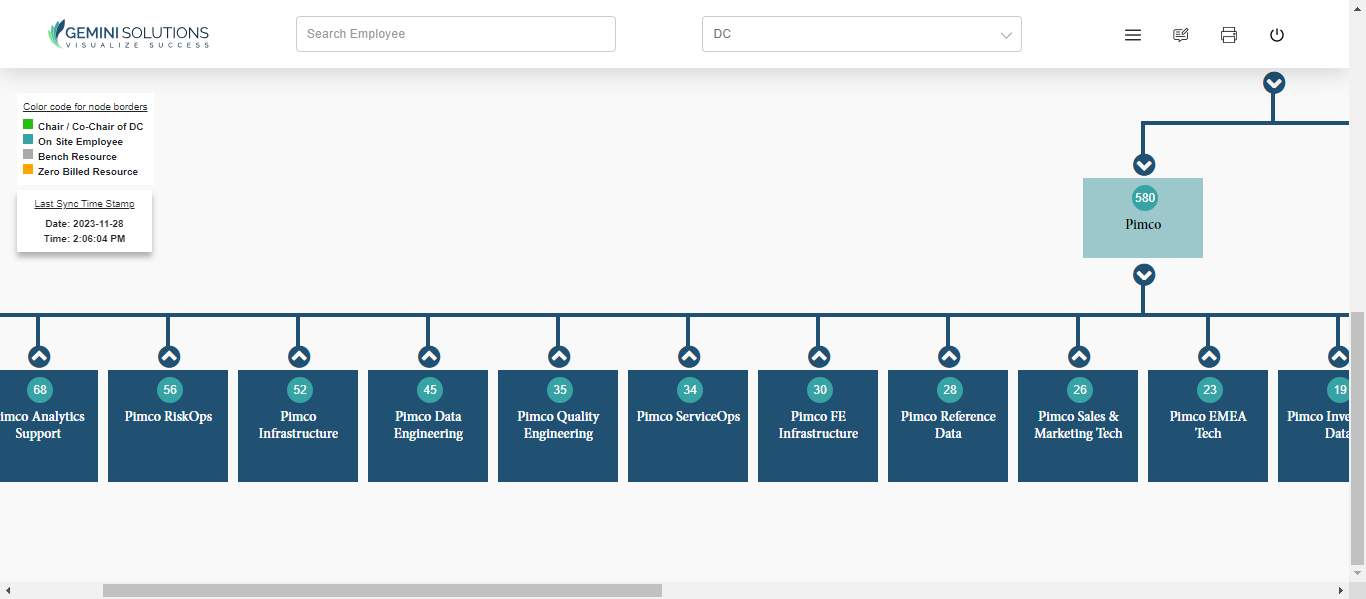 GEMINI SOLUTIONS
VISUALIZE SUCCESS
Search Employee
DC
Color code for node borders
Chair / Co-Chair of DC
On Site Employee
Bench Resource
Zero Billed Resource
Last Sync Time Stamp
Date: 2023-11-28
Time: 2:06:04 PM
580
Pimco
68
imco Analytics
Support
56
Pimco RiskOps
52
Pimco
Infrastructure
45
Pimco Data
Engineering
35
Pimco Quality
Engineering
34
Pimco ServiceOps
30
Pimco FE
Infrastructure
28
Pimco Reference
Data
26
Pimco Sales &
Marketing Tech
23
Pimco EMEA
Tech
19
Pimco Inve
Data